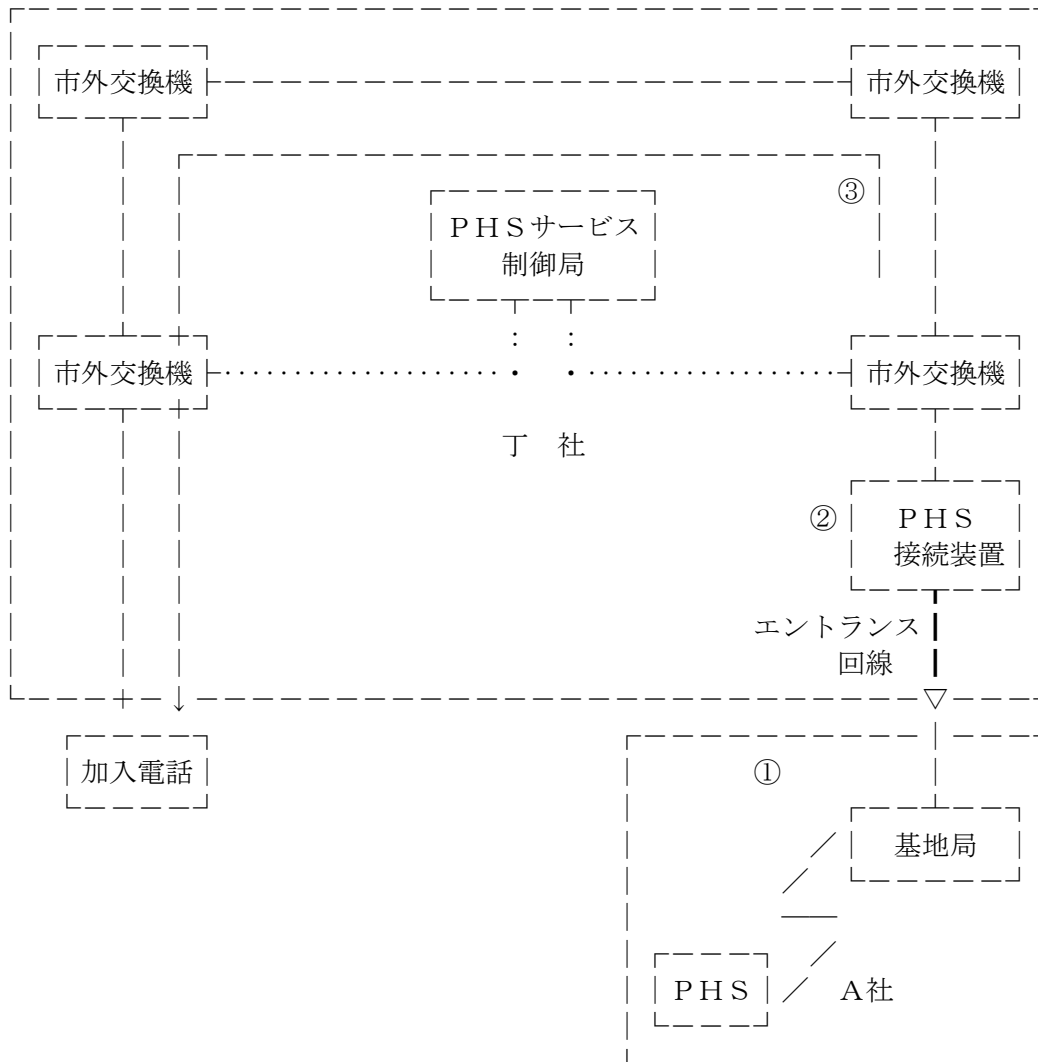 市外交換機
市外交換機
③
PHSサービス
制御局
市外交換機
市外交換機
丁 社
②
PHS
接続装置
エントランス
回線
加入電話
①
基地局
PHS
A社